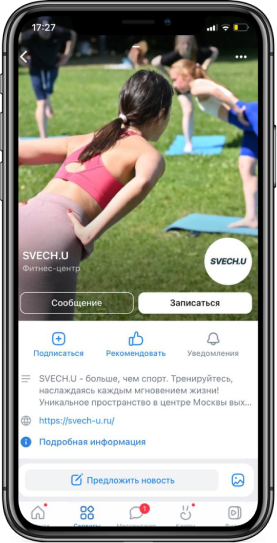 17:27
SVECH.U
SVECH.U
Фитнес-центр
Сообщение
Записаться
Подписаться
Рекомендовать
Уведомления
SVECH.U - больше, чем спорт. Тренируйтесь,
наслаждаясь каждым мгновением жизни!
Уникальное пространство в центре Москвы вых...
https://svech-u.ru/
Подробная информация
Предложить новость